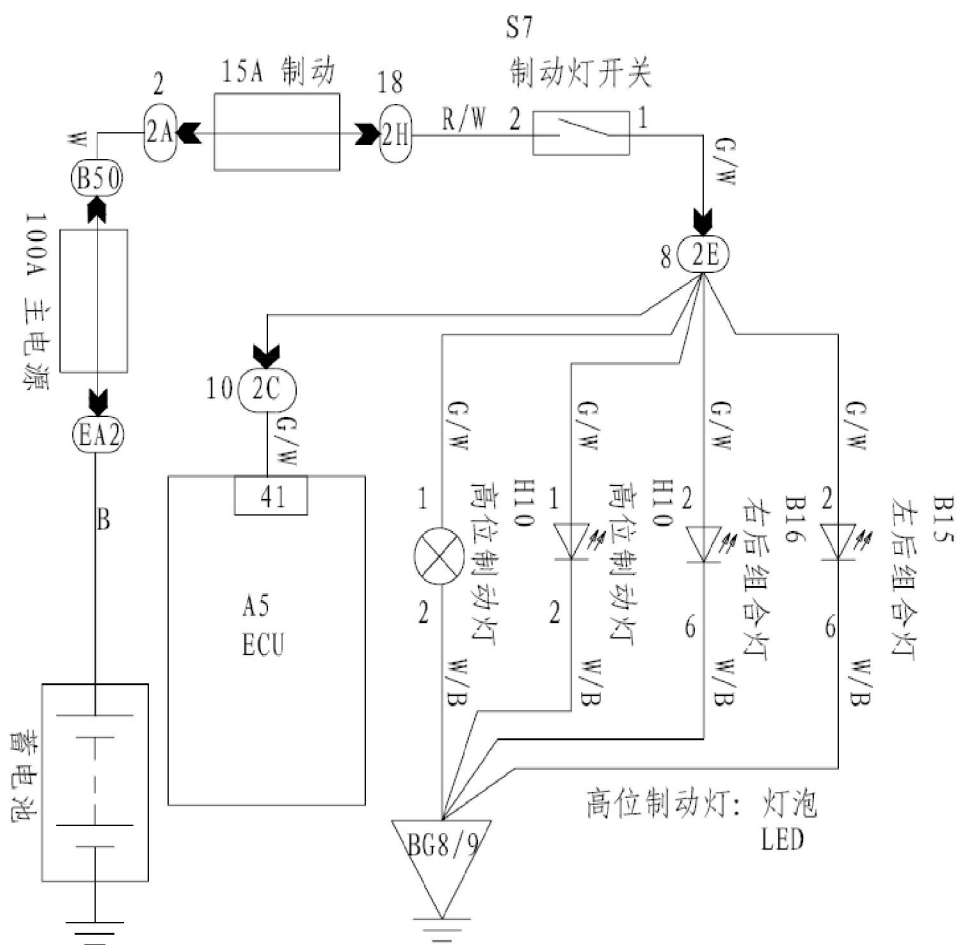 S7
制动灯开关
15A 制动
2
2A
18
2H
R/W
2
1
W
B50
G/W
100A 主电源
8
2E
EA2
10
2C
G/W
G/W
G/W
G/W
G/W
B
41
A5
ECU
1
高位制动灯
H10
2
W/B
1
高位制动灯
H10
2
W/B
2
右后组合灯
B16
6
W/B
2
左后组合灯
B15
6
W/B
蓄电池
高位制动灯: 灯泡
LED
BG8/9